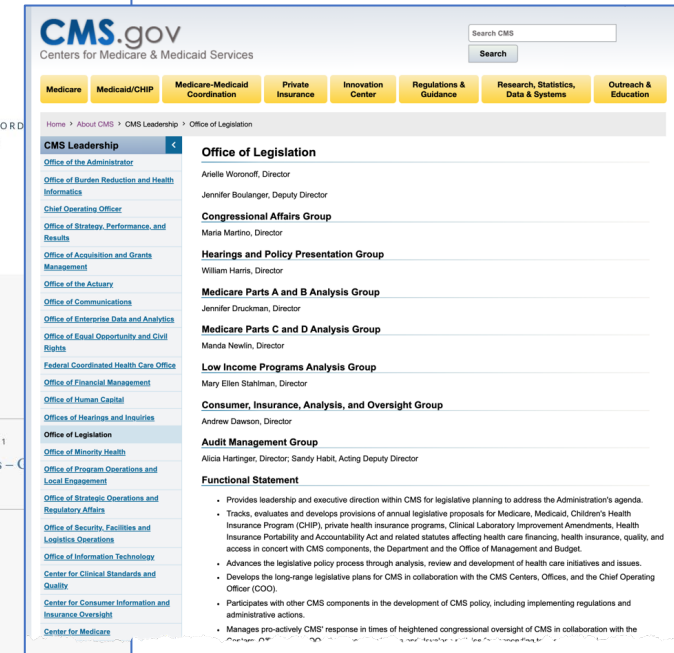 CMS.gov
Centers for Medicare & Medicaid Services
Search CMS
Search
Medicare
Medicaid/CHIP
Medicare-Medicaid
Coordination
Private
Insurance
Innovation
Center
Regulations &
Guidance
Research, Statistics,
Data & Systems
Outreach &
Education
ORD
Home > About CMS > CMS Leadership > Office of Legislation
CMS Leadership
<
Office of the Administrator
Office of Burden Reduction and Health
Informatics
Chief Operating Officer
Office of Strategy, Performance, and
Results
Office of Acquisition and Grants
Management
Office of the Actuary
Office of Communications
Office of Enterprise Data and Analytics
Office of Equal Opportunity and Civil
Rights
Federal Coordinated Health Care Office
Office of Financial Management
Office of Human Capital
Offices of Hearings and Inquiries
Office of Legislation
Office of Minority Health
Office of Program Operations and
Local Engagement
Office of Strategic Operations and
Regulatory Affairs
Office of Security, Facilities and
Logistics Operations
Office of Information Technology
Center for Clinical Standards and
Quality
Center for Consumer Information and
Insurance Oversight
Center for Medicare
1
s – C
Office of Legislation
Arielle Woronoff, Director
Jennifer Boulanger, Deputy Director
Congressional Affairs Group
Maria Martino, Director
Hearings and Policy Presentation Group
William Harris, Director
Medicare Parts A and B Analysis Group
Jennifer Druckman, Director
Medicare Parts C and D Analysis Group
Manda Newlin, Director
Low Income Programs Analysis Group
Mary Ellen Stahlman, Director
Consumer, Insurance, Analysis, and Oversight Group
Andrew Dawson, Director
Audit Management Group
Alicia Hartinger, Director; Sandy Habit, Acting Deputy Director
Functional Statement
• Provides leadership and executive direction within CMS for legislative planning to address the Administration's agenda.
• Tracks, evaluates and develops provisions of annual legislative proposals for Medicare, Medicaid, Children's Health
Insurance Program (CHIP), private health insurance programs, Clinical Laboratory Improvement Amendments, Health
Insurance Portability and Accountability Act and related statutes affecting health care financing, health insurance, quality, and
access in concert with CMS components, the Department and the Office of Management and Budget.
• Advances the legislative policy process through analysis, review and development of health care initiatives and issues.
• Develops the long-range legislative plans for CMS in collaboration with the CMS Centers, Offices, and the Chief Operating
Officer (COO).
• Participates with other CMS components in the development of CMS policy, including implementing regulations and
administrative actions.
• Manages pro-actively CMS' response in times of heightened congressional oversight of CMS in collaboration with the